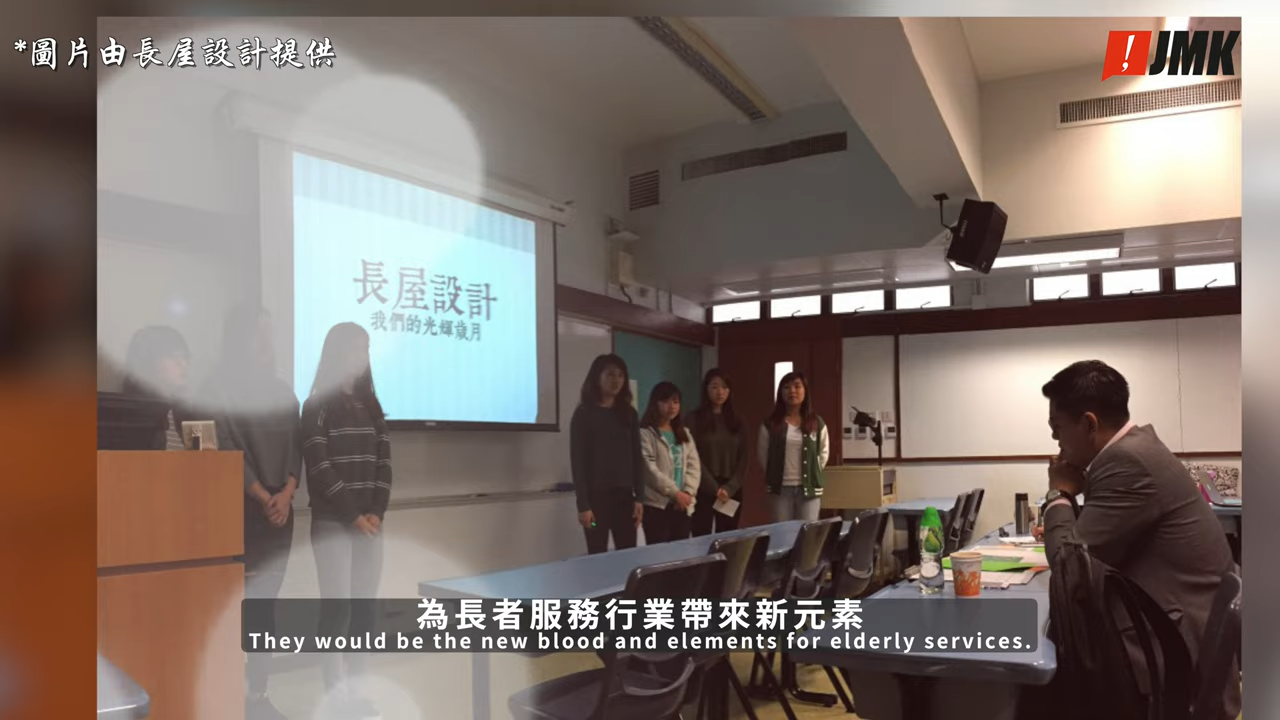 *圖片由長屋設計提供
!JMK
長屋設計
我們的光輝歲月
為長者服務行業帶來新元素
They would be the new blood and elements for elderly services.